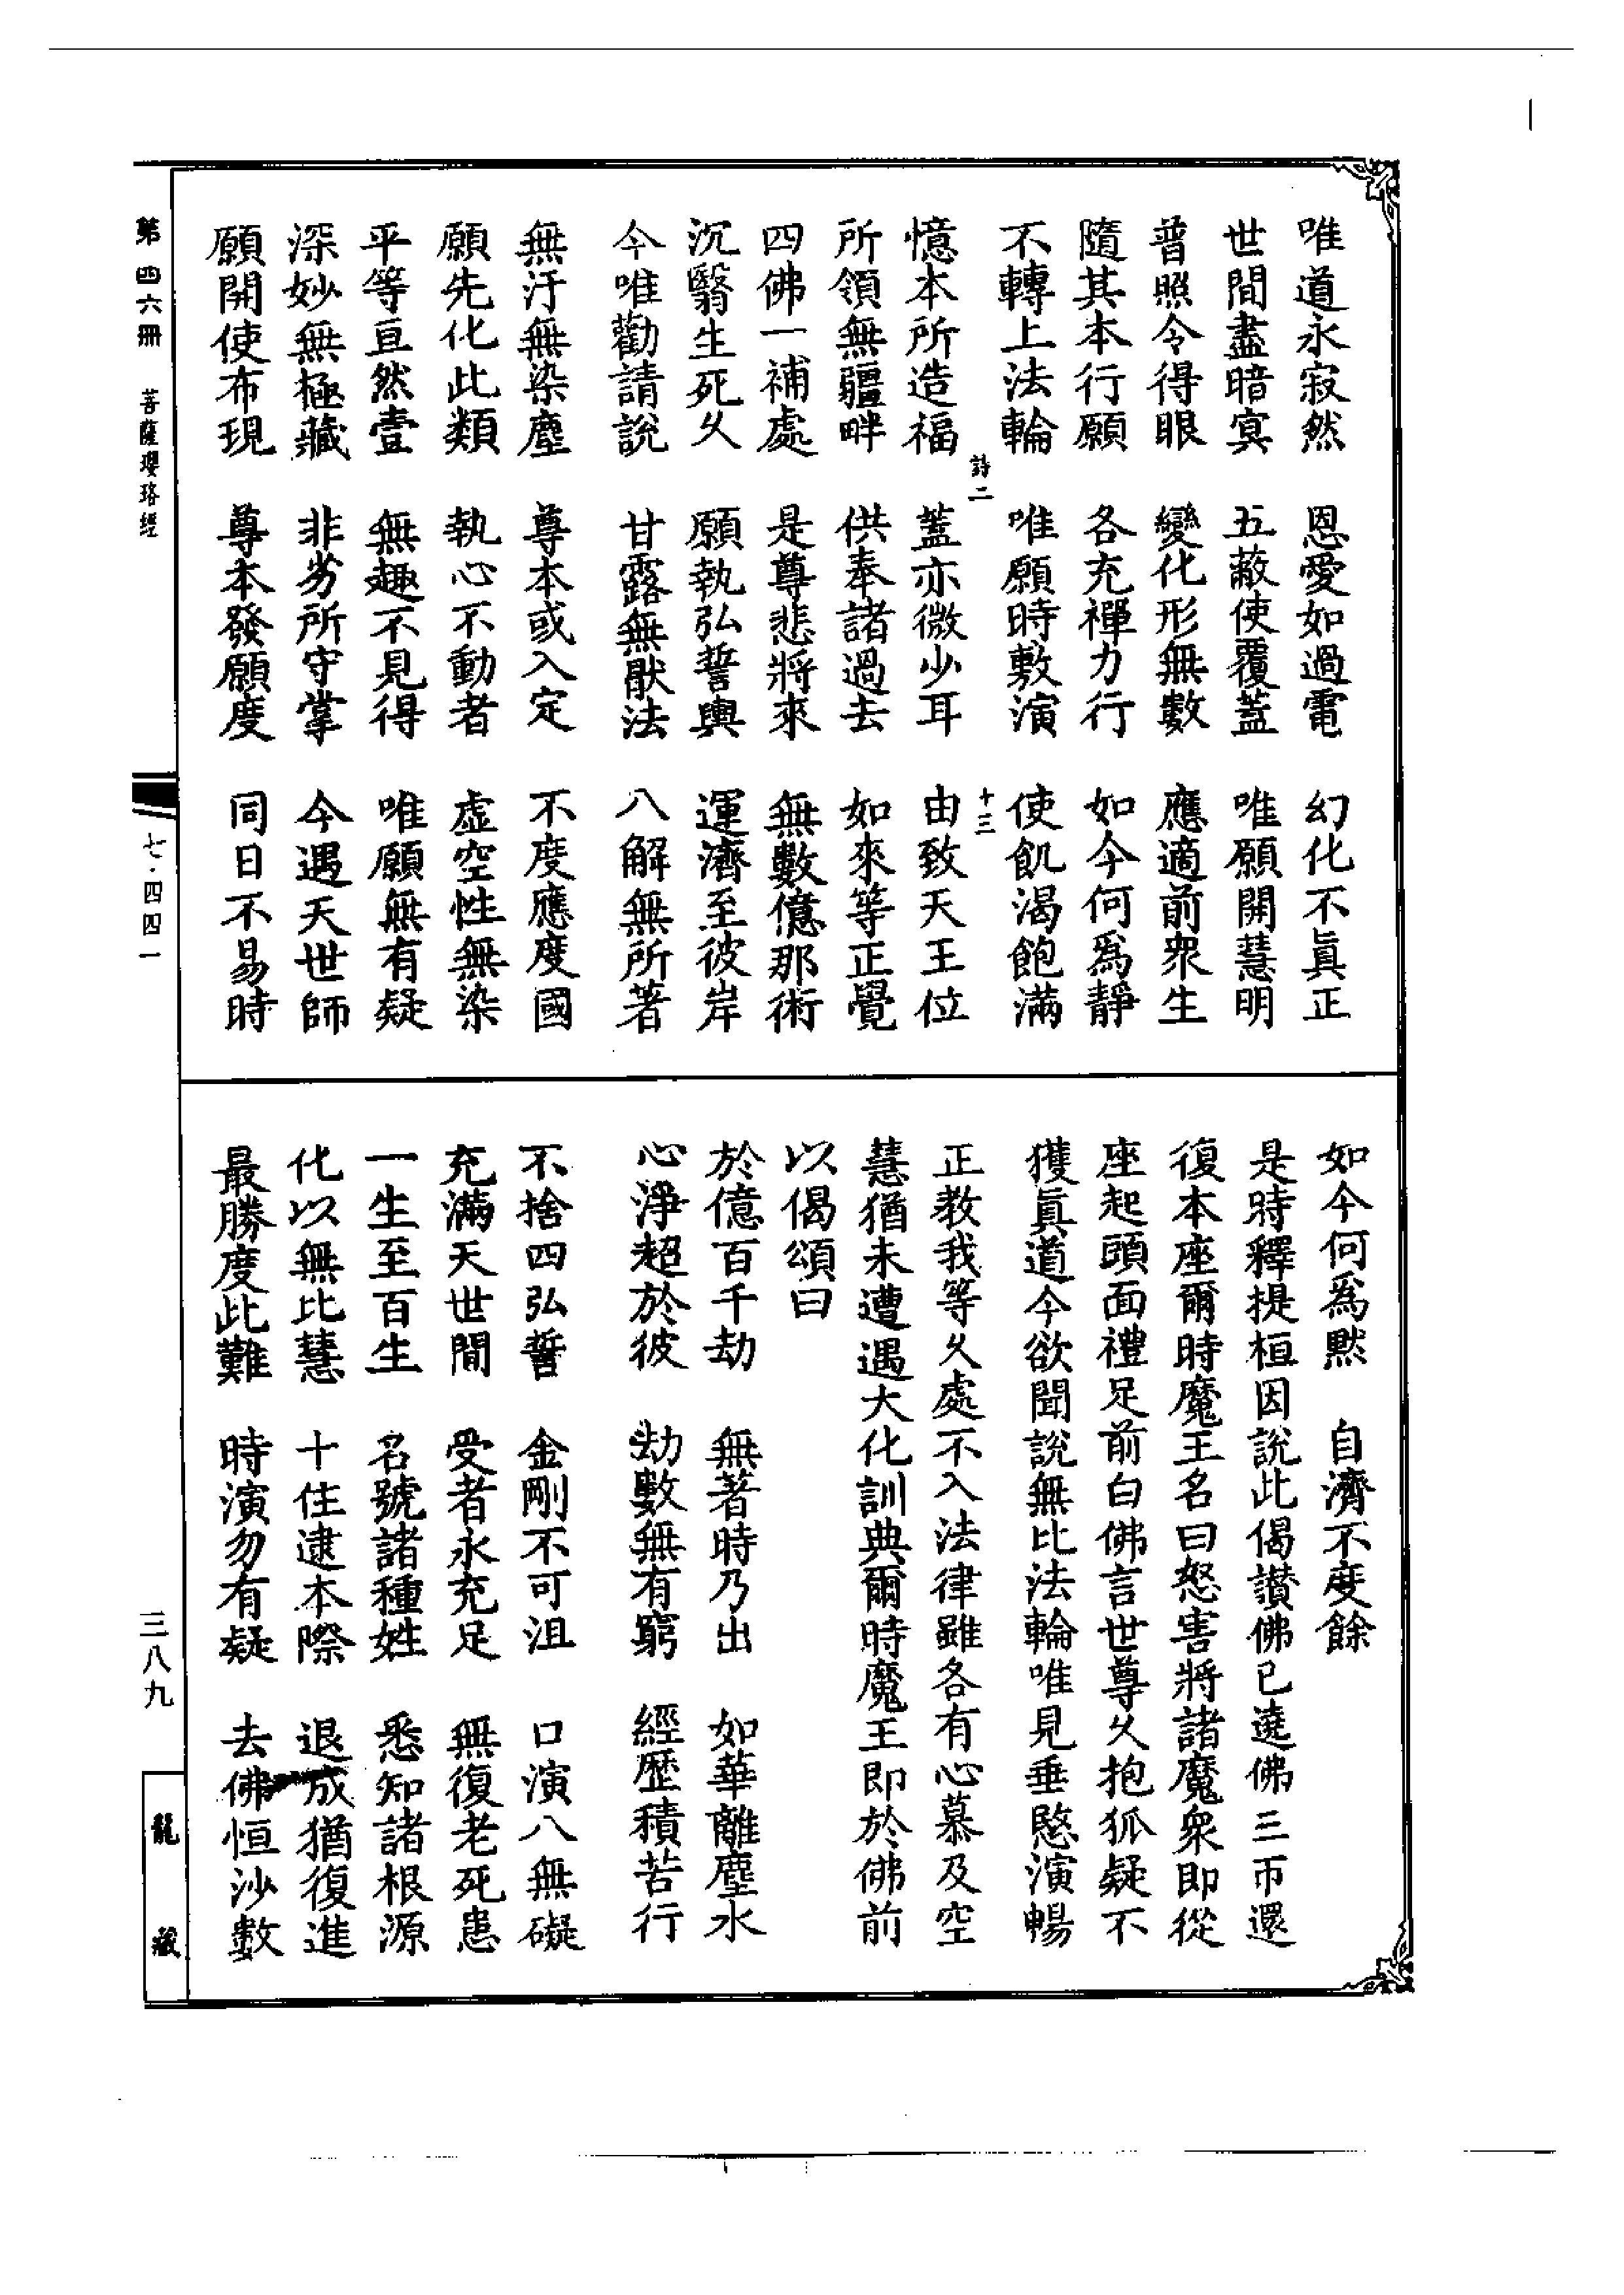 唯道永寂然　恩愛如過電　幻化不眞正
世間盡暗冥　五蔽使覆蓋　唯願開慧明
普照令得眼　變化形無數　應適前衆生
隨其本行願　各充禪力行　如今何爲靜
不轉上法輪　唯願時敷演　使飢渴飽滿
詩二　十三
憶本所造福　蓋亦微少耳　由致天王位
所領無疆畔　供奉諸過去　如來等正覺
四佛一補處　是尊悲將來　無數億那術
沉翳生死久　願執弘誓輿　運濟至彼岸
今唯勸請說　甘露無猒法　八解無所著
無汙無染塵　尊本或入定　不度應度國
願先化此類　執心不動者　虛空性無染
平等亘然壹　無趣不見得　唯願無有疑
深妙無極藏　非劣所守掌　今遇天世師
願開使布現　尊本發願度　同日不易時
如今何爲黙　自濟不度餘
是時釋提桓因說此偈讃佛已遶佛三帀還
復本座爾時魔王名曰怒害將諸魔衆即從
座起頭面禮足前白佛言世尊久抱狐疑不
獲眞道今欲聞說無比法輪唯見垂愍演暢
正教我等久處不入法律雖各有心慕及空
慧猶未遭遇大化訓典爾時魔王即於佛前
以偈頌曰
於億百千劫　無著時乃出　如華離塵水
心淨超於彼　劫數無有窮　經歷積苦行
不捨四弘誓　金剛不可沮　口演八無礙
充滿天世間　受者永充足　無復老死患
一生至百生　名號諸種姓　悉知諸根源
化以無比慧　十住逮本際　退成猶復進
最勝度此難　時演勿有疑　去佛恒沙數
第四六冊　菩薩瓔珞經
七·四四一
三八九
龍藏